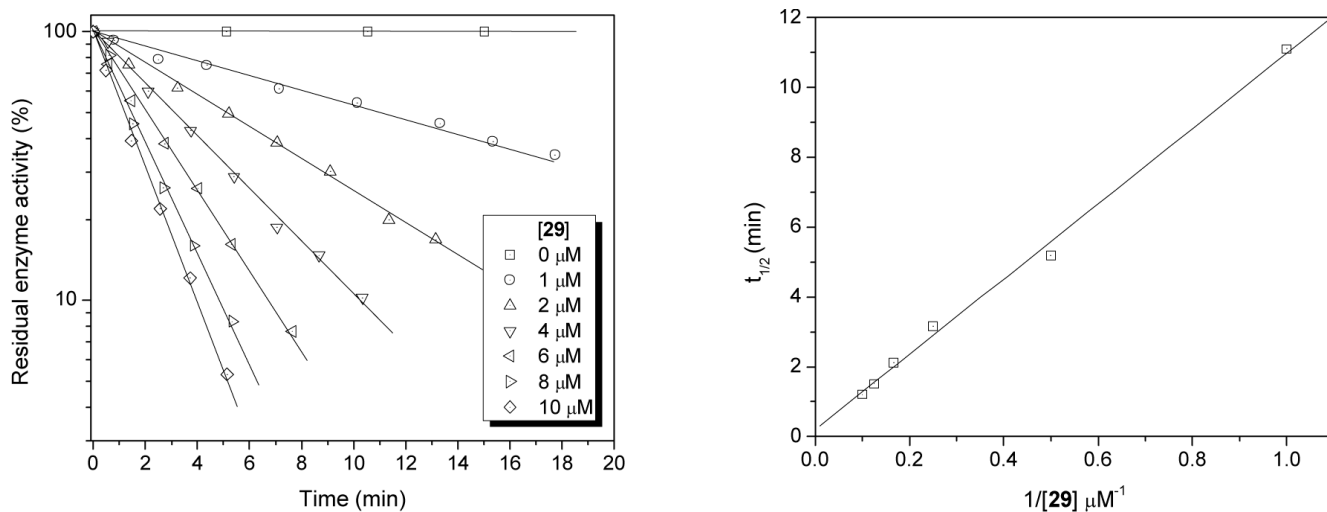 Residual enzyme activity (%)
100
10
0 2 4 6 8 10 12 14 16 18 20
Time (min)
[29]
0 μM
1 μM
2 μM
4 μM
6 μM
8 μM
10 μM
t1/2 (min)
12
10
8
6
4
2
0
0.0 0.2 0.4 0.6 0.8 1.0
1/[29] μM-1